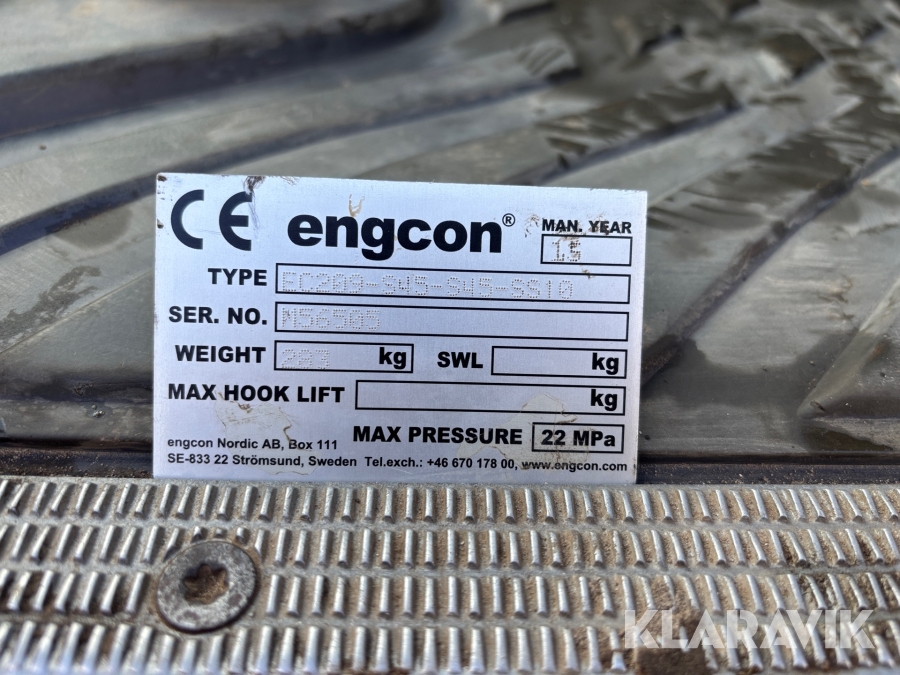 CE engcon® MAN. YEAR
15
TYPE EC209-S45-S45-SS10
SER. NO. M56505
WEIGHT 283 kg SWL kg
MAX HOOK LIFT kg
MAX PRESSURE 22 MPa
engcon Nordic AB, Box 111
SE-833 22 Strömsund, Sweden Tel.exch.: +46 670 178 00, www.engcon.com
KLARAVIK